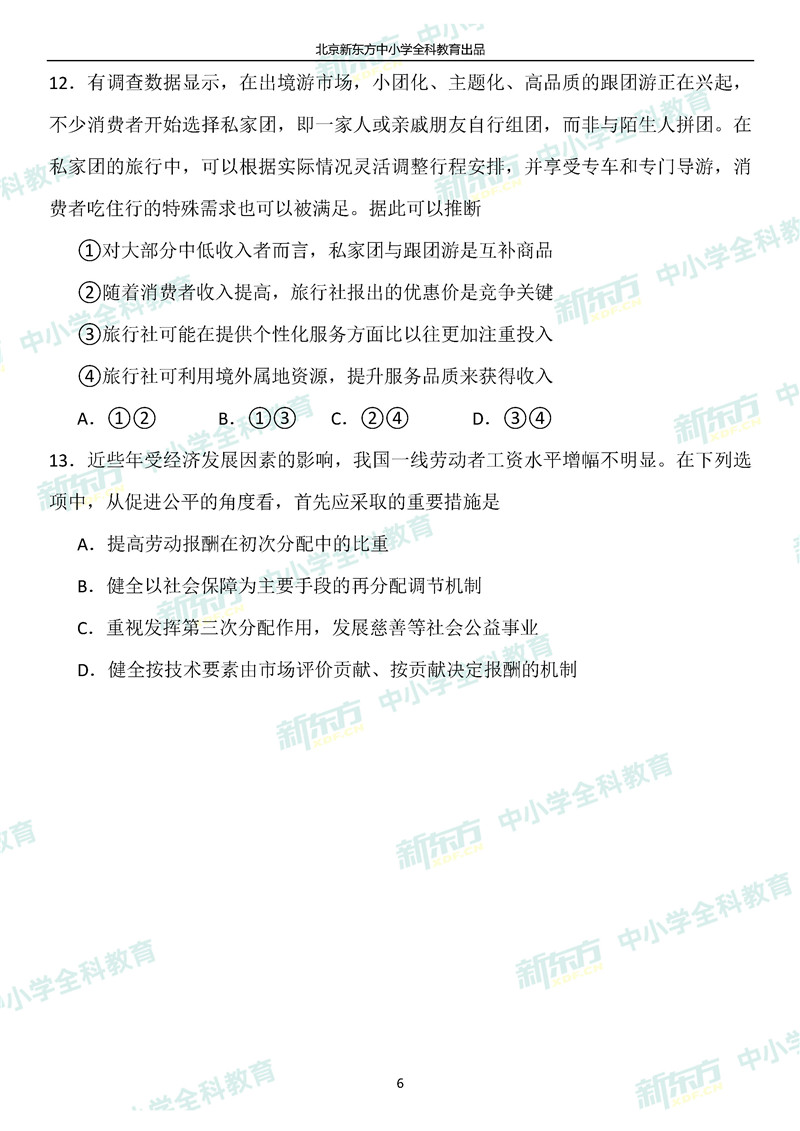 北京新东方中小学全科教育出品
12．有调查数据显示，在出境游市场，小团化、主题化、高品质的跟团游正在兴起，
不少消费者开始选择私家团，即一家人或亲戚朋友自行组团，而非与陌生人拼团。在
私家团的旅行中，可以根据实际情况灵活调整行程安排，并享受专车和专门导游，消
费者吃住行的特殊需求也可以被满足。据此可以推断
①对大部分中低收入者而言，私家团与跟团游是互补商品
②随着消费者收入提高，旅行社报出的优惠价是竞争关键
③旅行社可能在提供个性化服务方面比以往更加注重投入
④旅行社可利用境外属地资源，提升服务品质来获得收入
A．①② B．①③ C．②④ D．③④
13．近些年受经济发展因素的影响，我国一线劳动者工资水平增幅不明显。在下列选
项中，从促进公平的角度看，首先应采取的重要措施是
A．提高劳动报酬在初次分配中的比重
B．健全以社会保障为主要手段的再分配调节机制
C．重视发挥第三次分配作用，发展慈善等社会公益事业
D．健全按技术要素由市场评价贡献、按贡献决定报酬的机制
新东方 XDF.CN 中小学全科教育
6